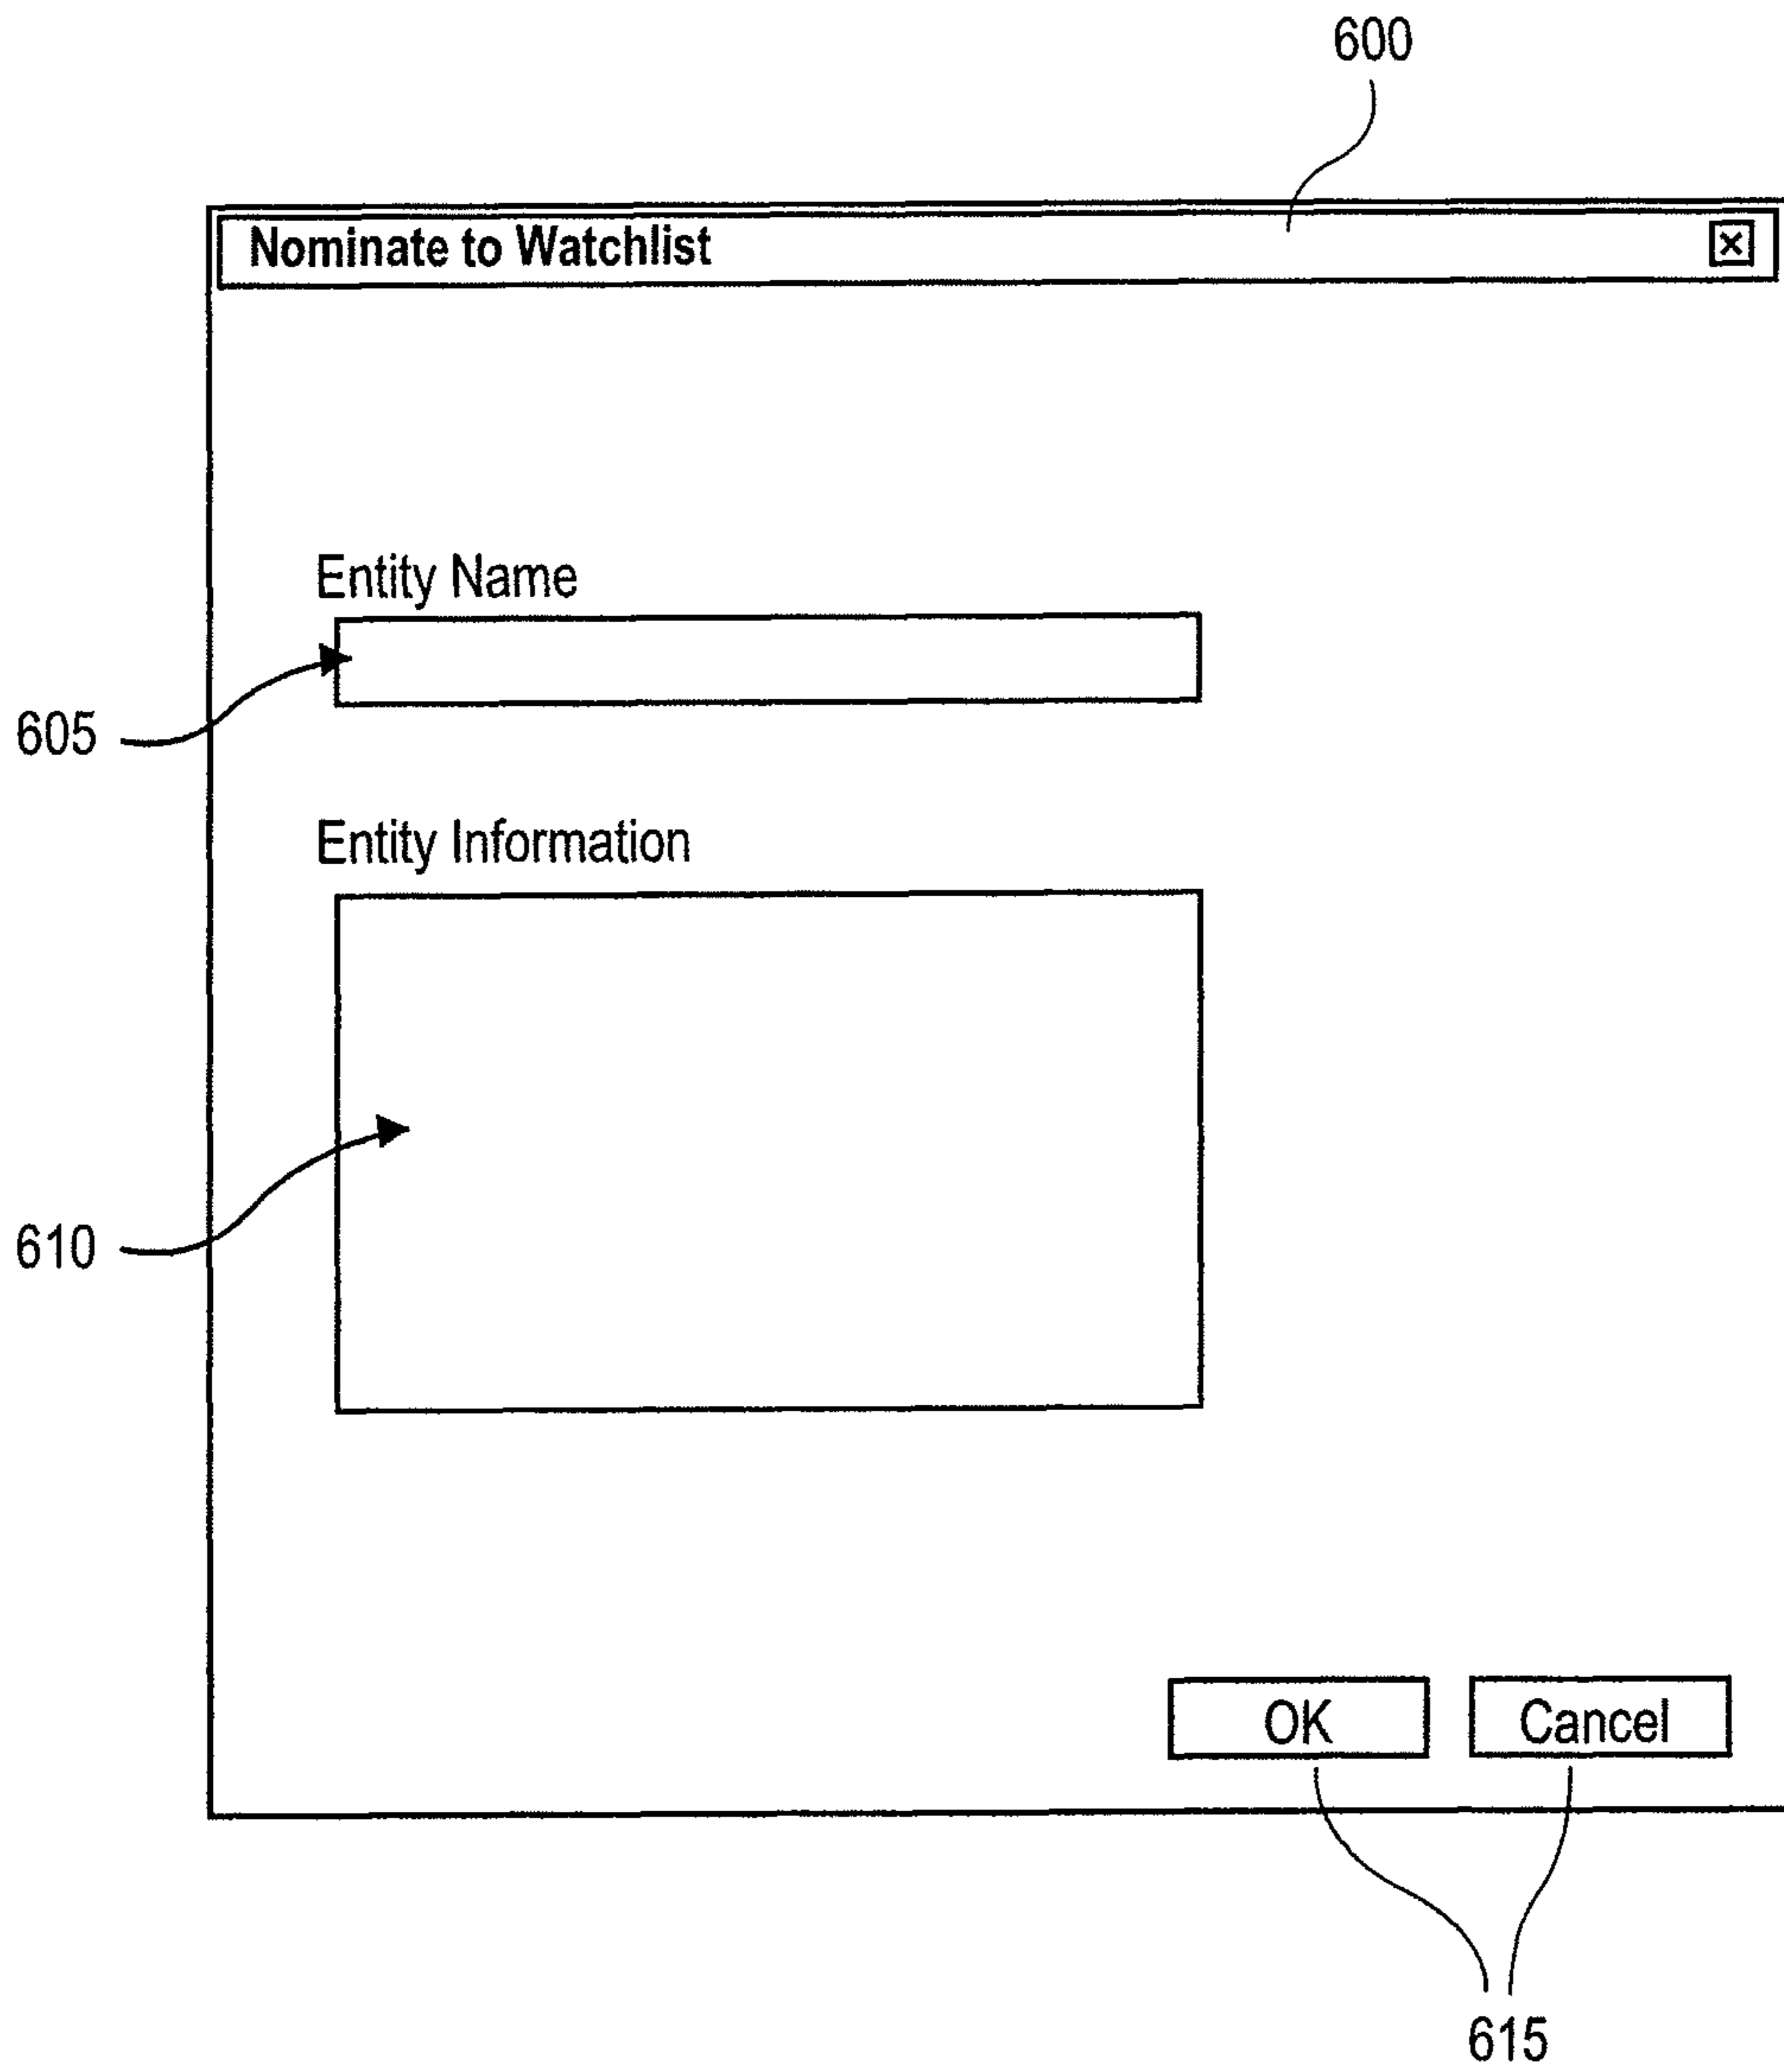 600
Nominate to Watchlist
Entity Name
605
Entity Information
610
OK Cancel
615